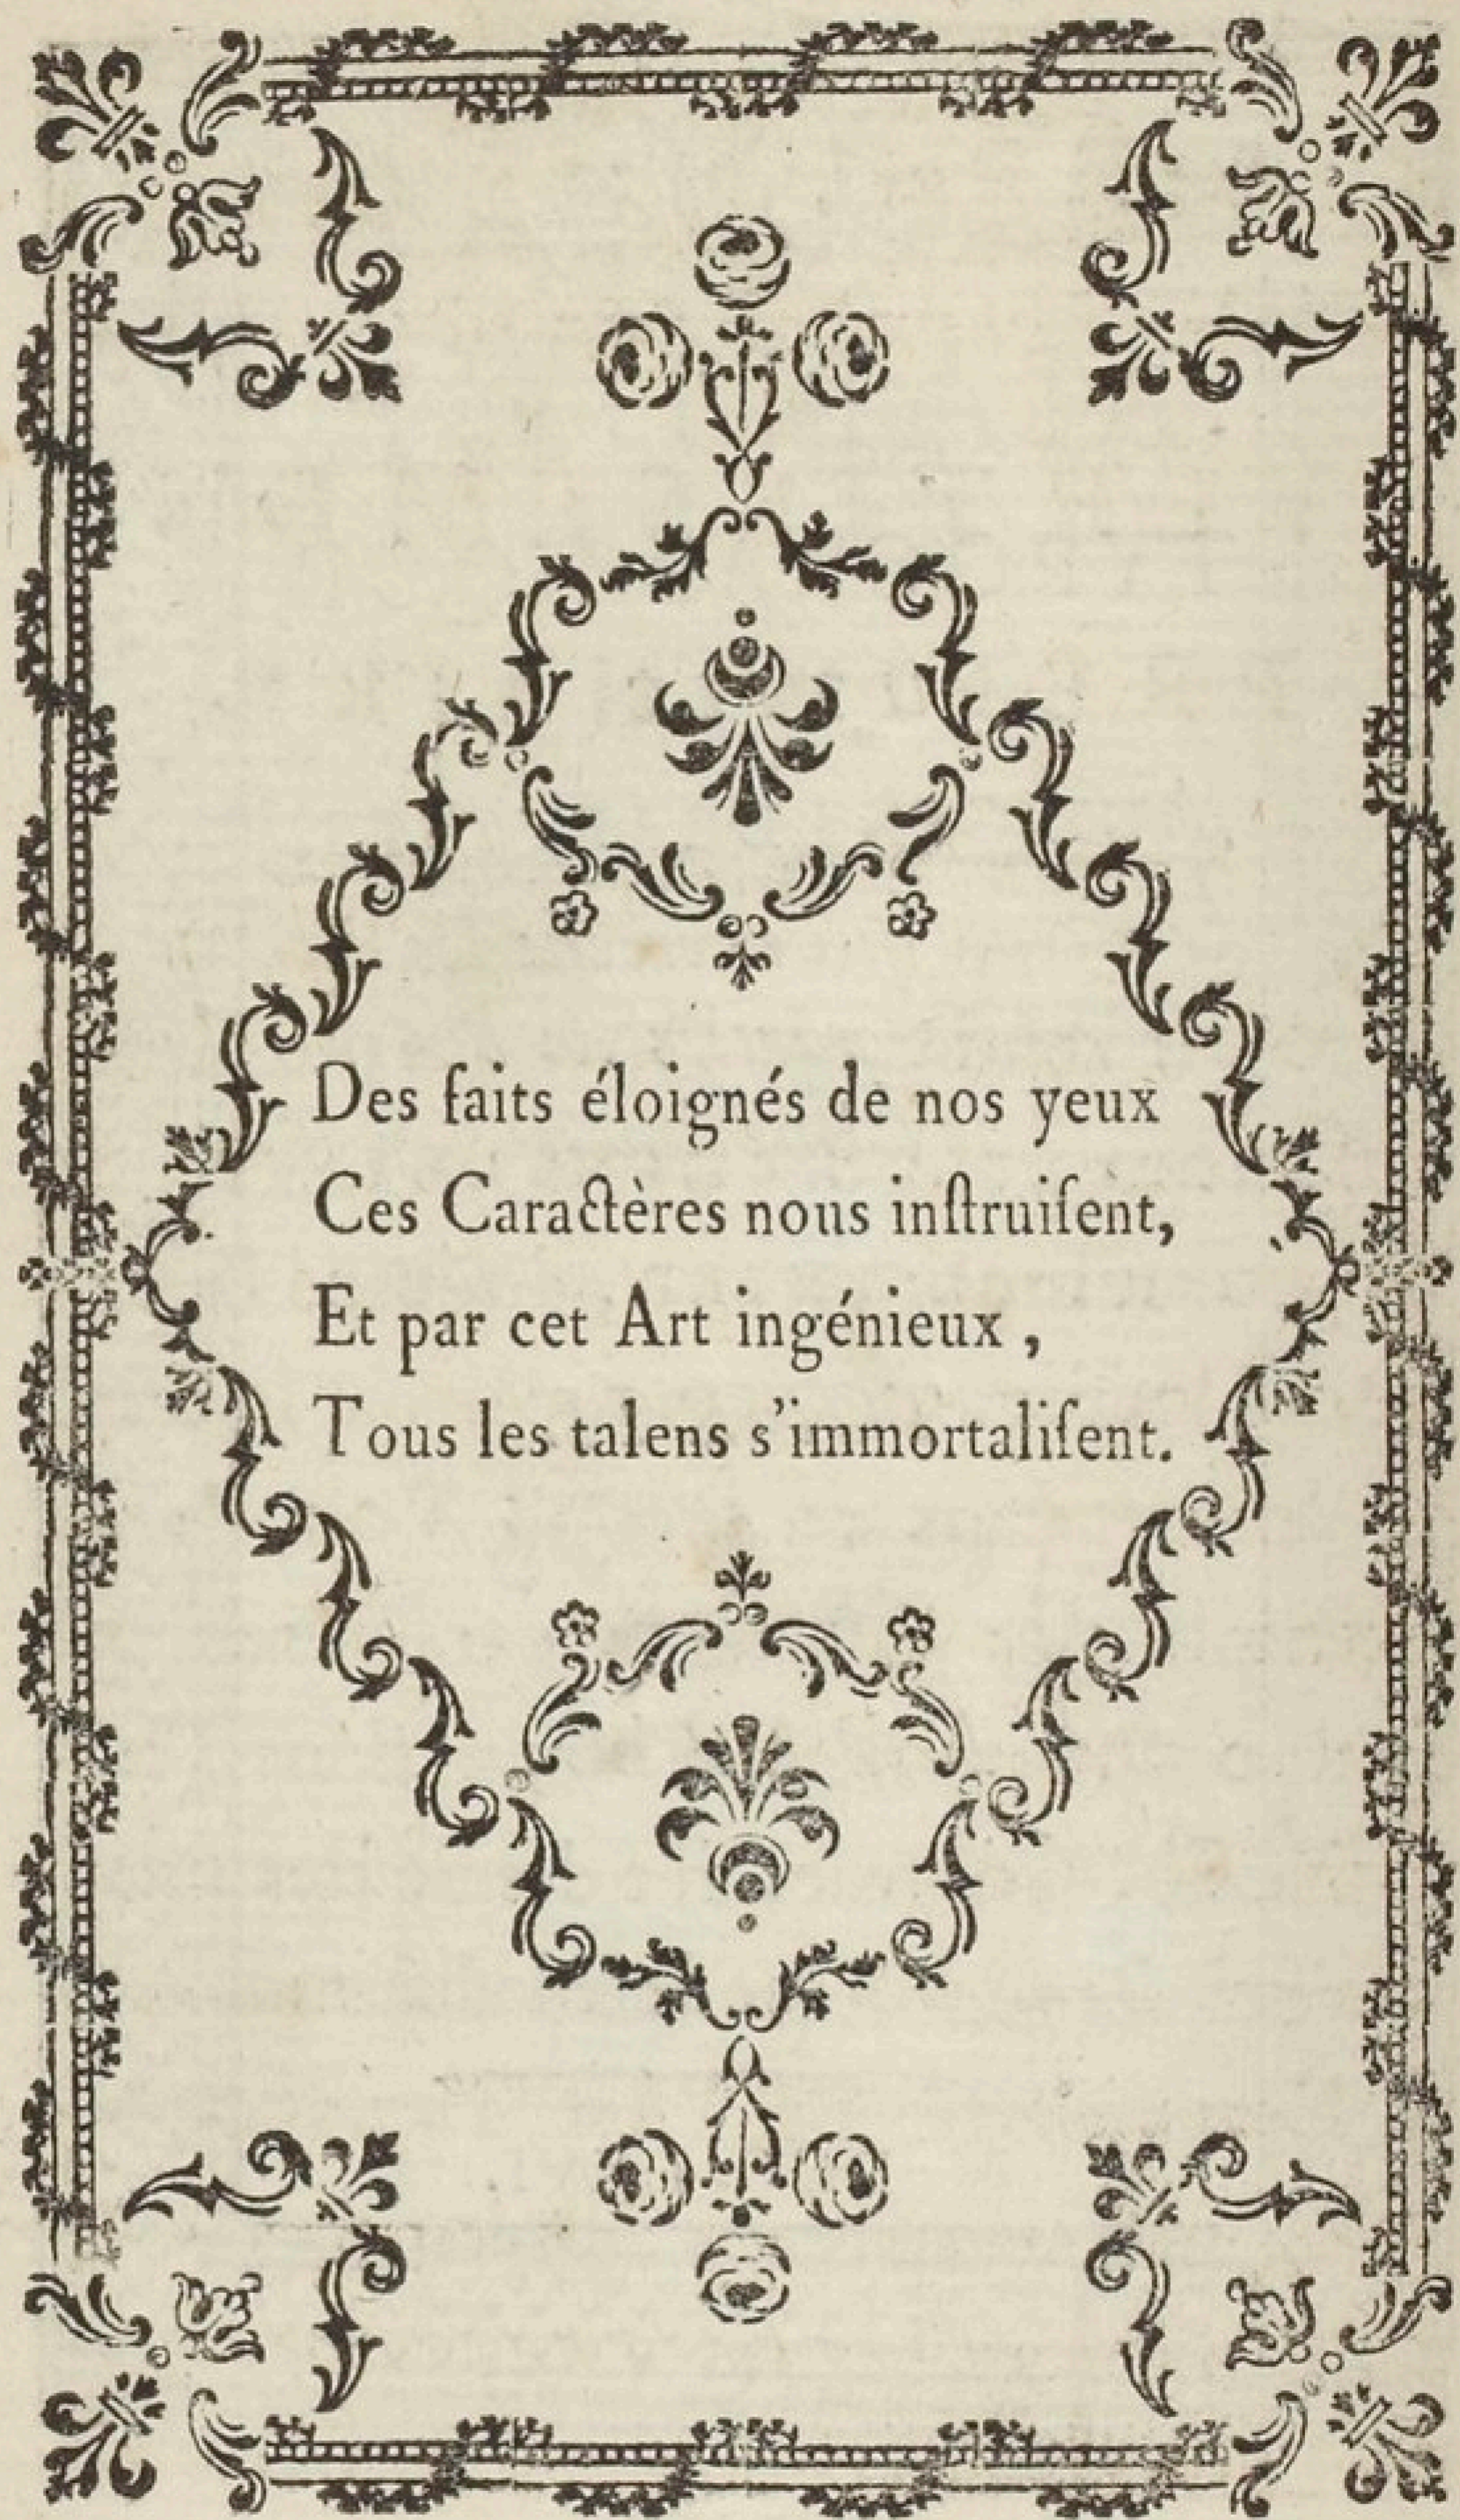 Des faits éloignés de nos yeux
Ces Caractères nous inſtruiſent,
Et par cet Art ingénieux ,
Tous les talens s'immortaliſent.